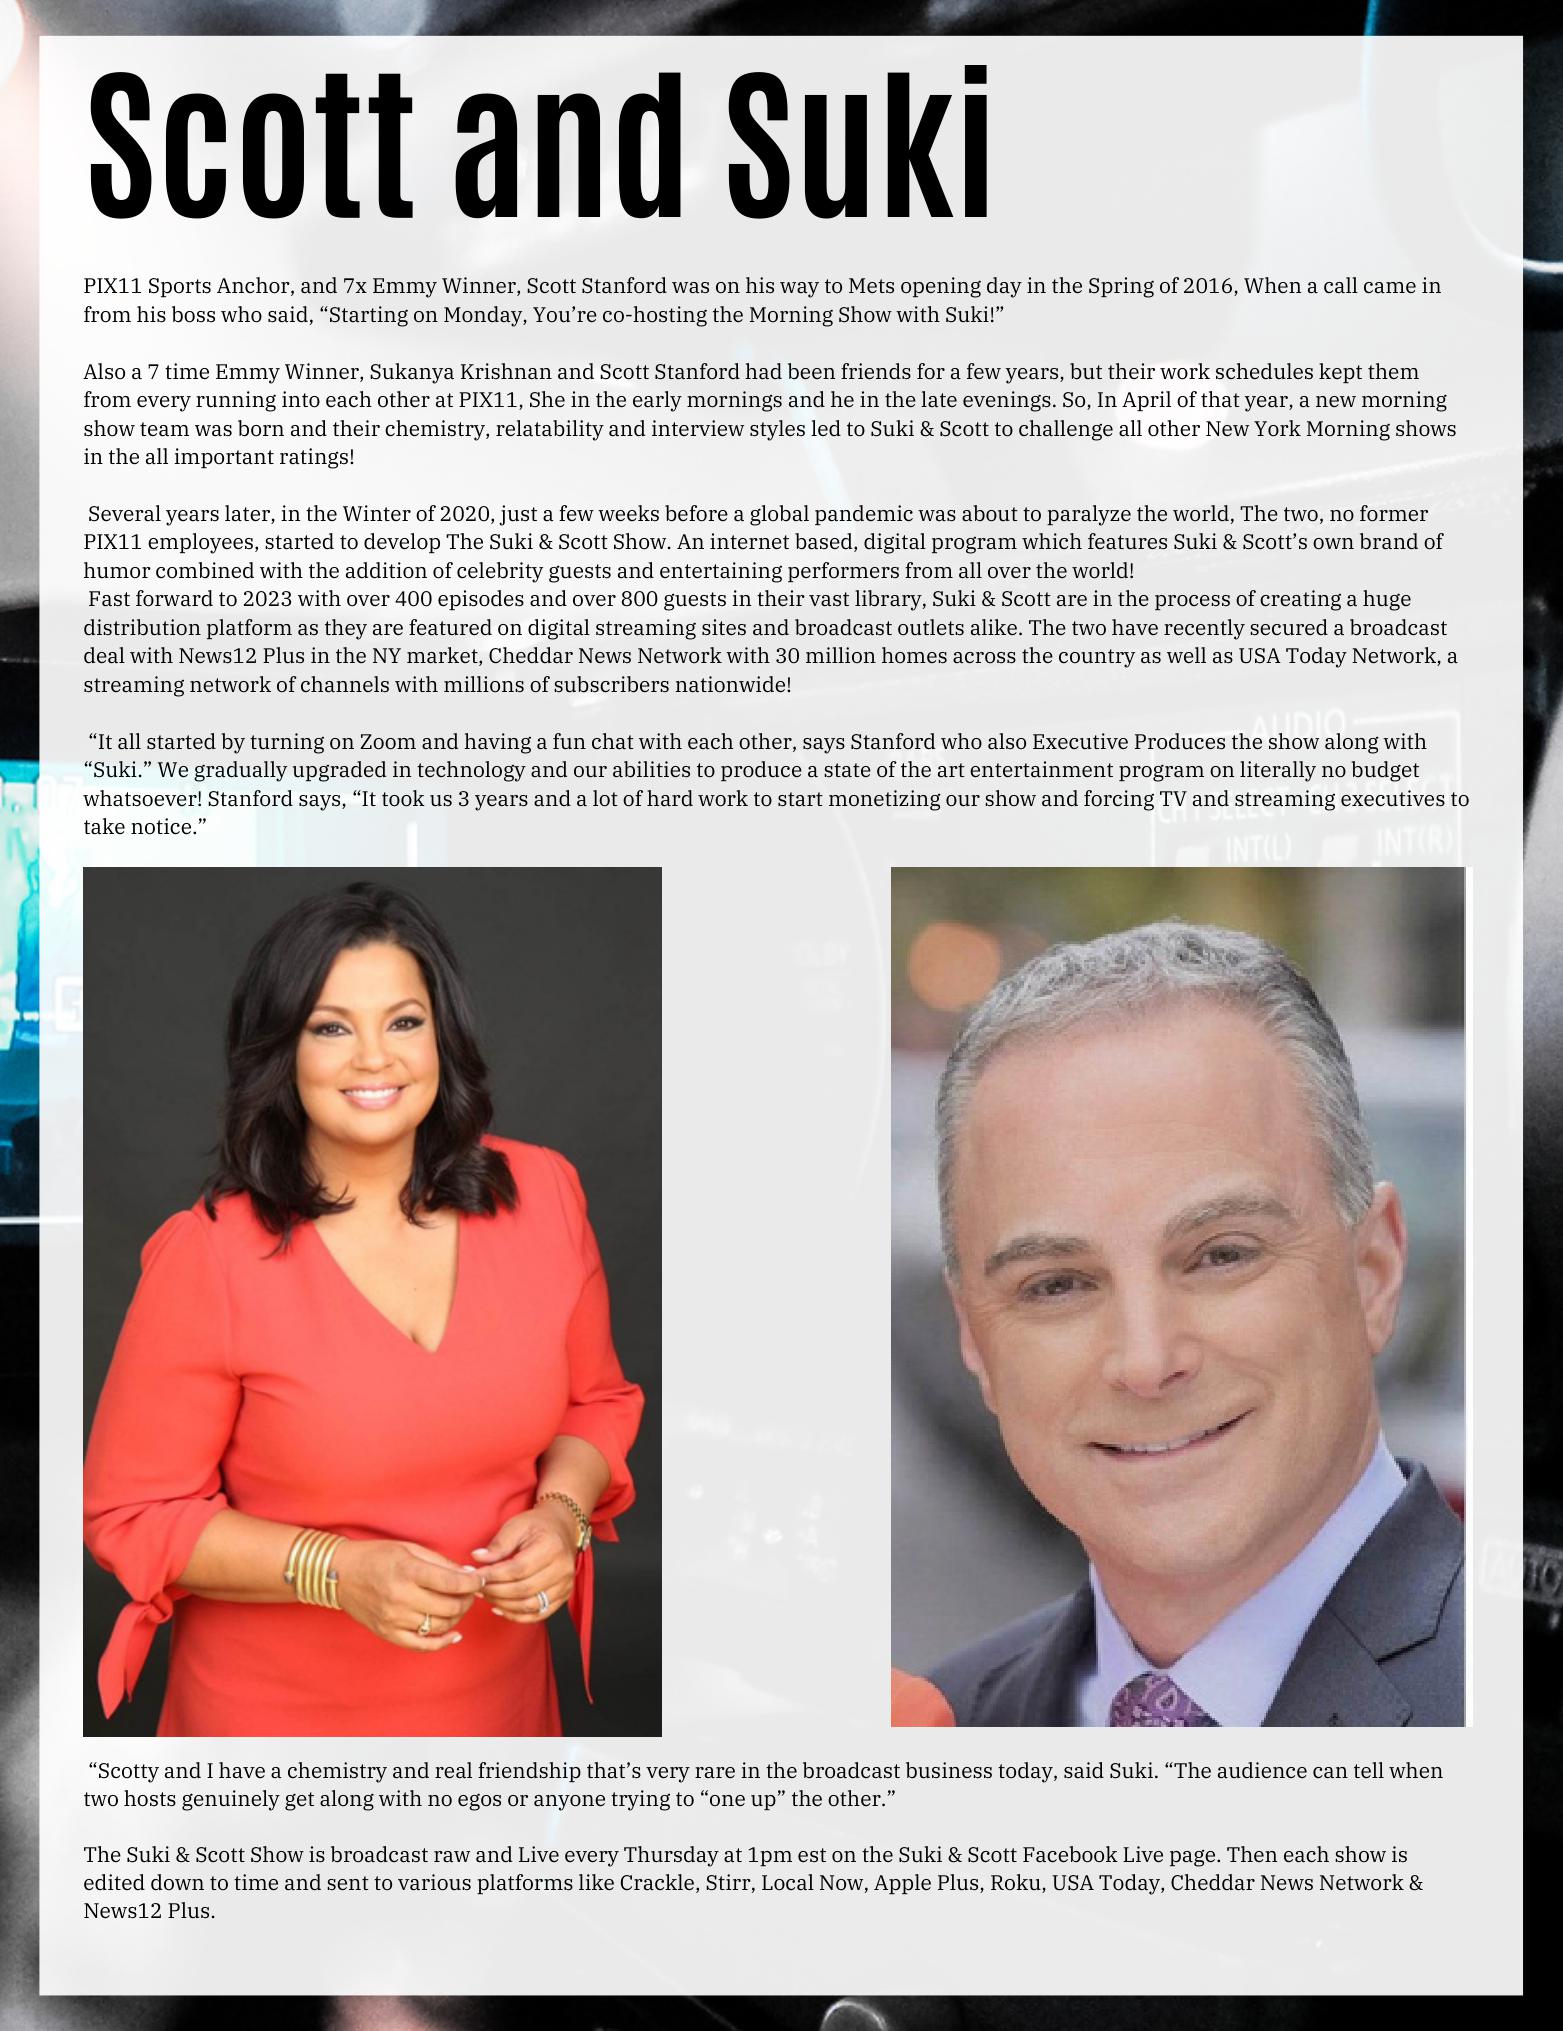 Scott and Suki
PIX11 Sports Anchor, and 7x Emmy Winner, Scott Stanford was on his way to Mets opening day in the Spring of 2016, When a call came in
from his boss who said, “Starting on Monday, You’re co-hosting the Morning Show with Suki!”
Also a 7 time Emmy Winner, Sukanya Krishnan and Scott Stanford had been friends for a few years, but their work schedules kept them
from every running into each other at PIX11, She in the early mornings and he in the late evenings. So, In April of that year, a new morning
show team was born and their chemistry, relatability and interview styles led to Suki & Scott to challenge all other New York Morning shows
in the all important ratings!
Several years later, in the Winter of 2020, just a few weeks before a global pandemic was about to paralyze the world, The two, no former
PIX11 employees, started to develop The Suki & Scott Show. An internet based, digital program which features Suki & Scott’s own brand of
humor combined with the addition of celebrity guests and entertaining performers from all over the world!
Fast forward to 2023 with over 400 episodes and over 800 guests in their vast library, Suki & Scott are in the process of creating a huge
distribution platform as they are featured on digital streaming sites and broadcast outlets alike. The two have recently secured a broadcast
deal with News12 Plus in the NY market, Cheddar News Network with 30 million homes across the country as well as USA Today Network, a
streaming network of channels with millions of subscribers nationwide!
AUDIO
“It all started by turning on Zoom and having a fun chat with each other, says Stanford who also Executive Produces the show along with
“Suki.” We gradually upgraded in technology and our abilities to produce a state of the art entertainment program on literally no budget
whatsoever! Stanford says, “It took us 3 years and a lot of hard work to start monetizing our show and forcing TV and streaming executives to
take notice.”
CH1 SELECT CH2 SELECT
INT(L) INT(R)
“Scotty and I have a chemistry and real friendship that’s very rare in the broadcast business today, said Suki. “The audience can tell when
two hosts genuinely get along with no egos or anyone trying to “one up” the other.”
The Suki & Scott Show is broadcast raw and Live every Thursday at 1pm est on the Suki & Scott Facebook Live page. Then each show is
edited down to time and sent to various platforms like Crackle, Stirr, Local Now, Apple Plus, Roku, USA Today, Cheddar News Network &
News12 Plus.